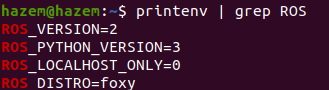 hazem@hazem:~$ printenv | grep ROS
ROS_VERSION=2
ROS_PYTHON_VERSION=3
ROS_LOCALHOST_ONLY=0
ROS_DISTRO=foxy